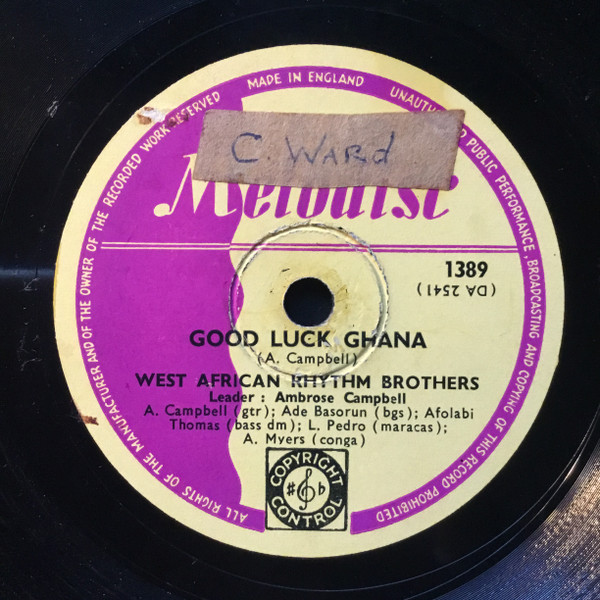 ALL RIGHTS OF THE MANUFACTURER AND OF THE OWNER OF THE RECORDED WORK RESERVED MADE IN ENGLAND UNAUTH D PUBLIC PERFORMANCE, BROADCASTING AND COPYING OF THIS RECORD PROHIBITED
C. WARD
Melodisc
1389
(DA 2541)
GOOD LUCK GHANA
(A. Campbell)
WEST AFRICAN RHYTHM BROTHERS
Leader : Ambrose Campbell
A. Campbell (gtr); Ade Basorun (bgs); Afolabi
Thomas (bass dm); L. Pedro (maracas);
A. Myers (conga)
COPYRIGHT
CONTROL